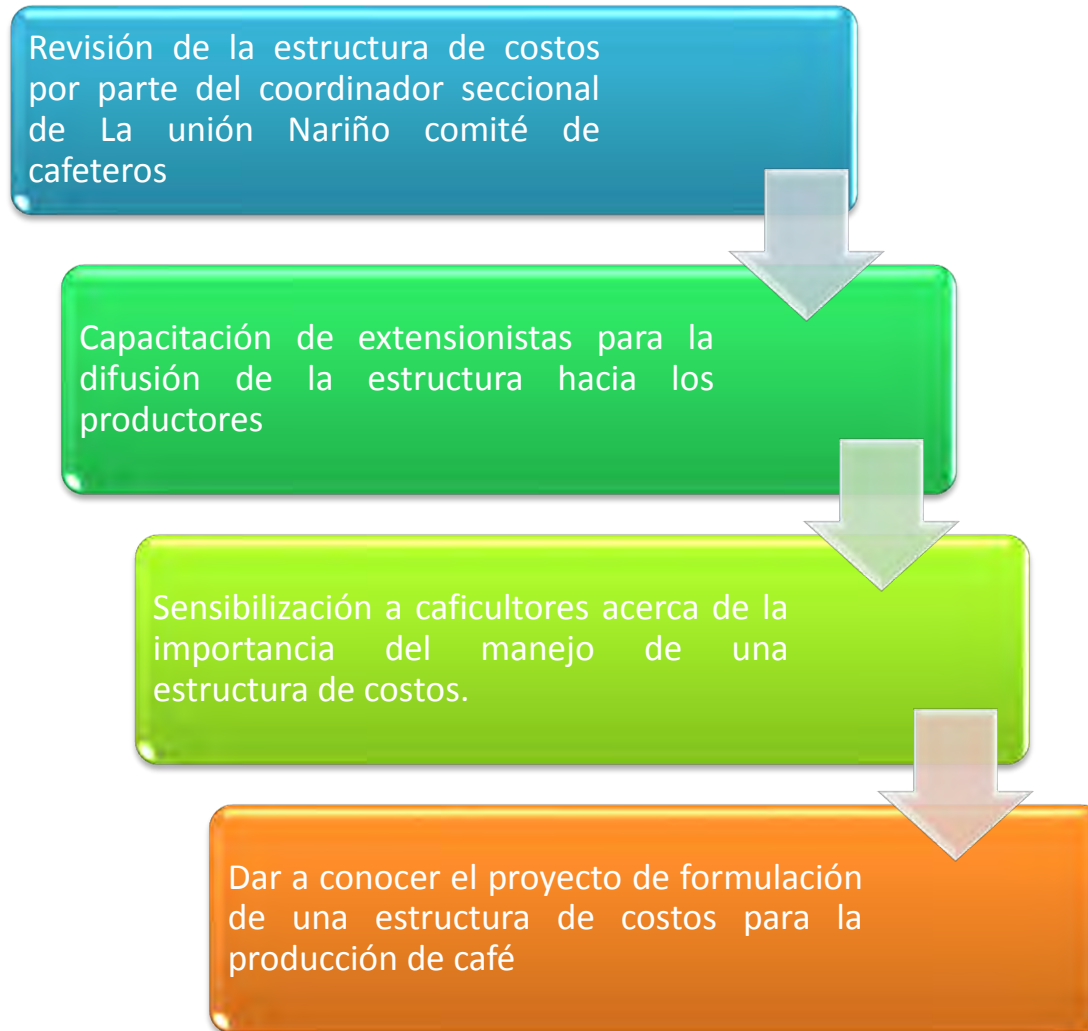 Revisión de la estructura de costos
por parte del coordinador seccional
de La unión Nariño comité de
cafeteros
Capacitación de extensionistas para la
difusión de la estructura hacia los
productores
Sensibilización a caficultores acerca de la
importancia del manejo de una
estructura de costos.
Dar a conocer el proyecto de formulación
de una estructura de costos para la
producción de café